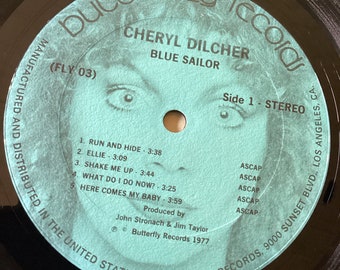 records
CHERYL DILCHER
BLUE SAILOR
(FLY 03)
Side 1 - STEREO
1. RUN AND HIDE - 3:38 ASCAP
2. ELLIE - 3:09 ASCAP
3. SHAKE ME UP - 3:44 ASCAP
4. WHAT DO I DO NOW? - 3:25 ASCAP
5. HERE COMES MY BABY - 3:59 ASCAP
Produced by
John Stronach & Jim Taylor
℗ © Butterfly Records 1977
MANUFACTURED AND DISTRIBUTED IN THE UNITED STATES
RECORDS, 9000 SUNSET BLVD. LOS ANGELES, CA.